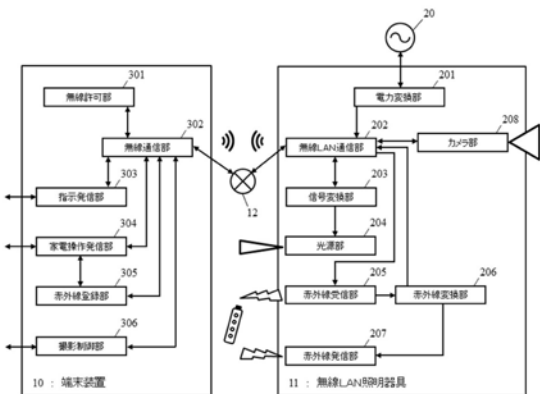 20
301
無線許可部
302
無線通信部
303
指示発信部
304
家電操作発信部
305
赤外線登録部
306
撮影制御部
10 : 端末装置
12
201
電力変換部
202
無線LAN通信部
208
カメラ部
203
信号変換部
204
光源部
205
赤外線受信部
206
赤外線変換部
207
赤外線発信部
11 : 無線LAN照明器具